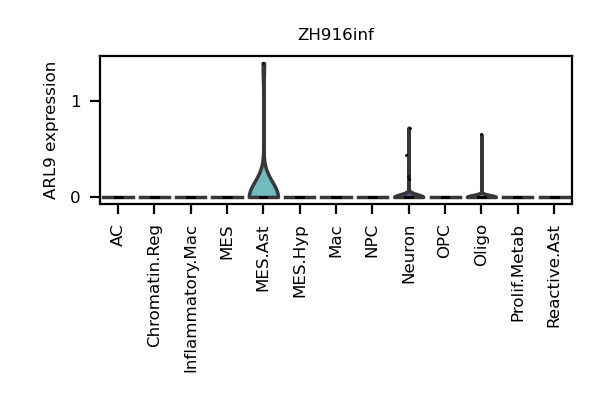 ZH916inf
ARL9 expression
1
0
AC
Chromatin.Reg
Inflammatory.Mac
MES
MES.Ast
MES.Hyp
Mac
NPC
Neuron
OPC
Oligo
Prolif.Metab
Reactive.Ast